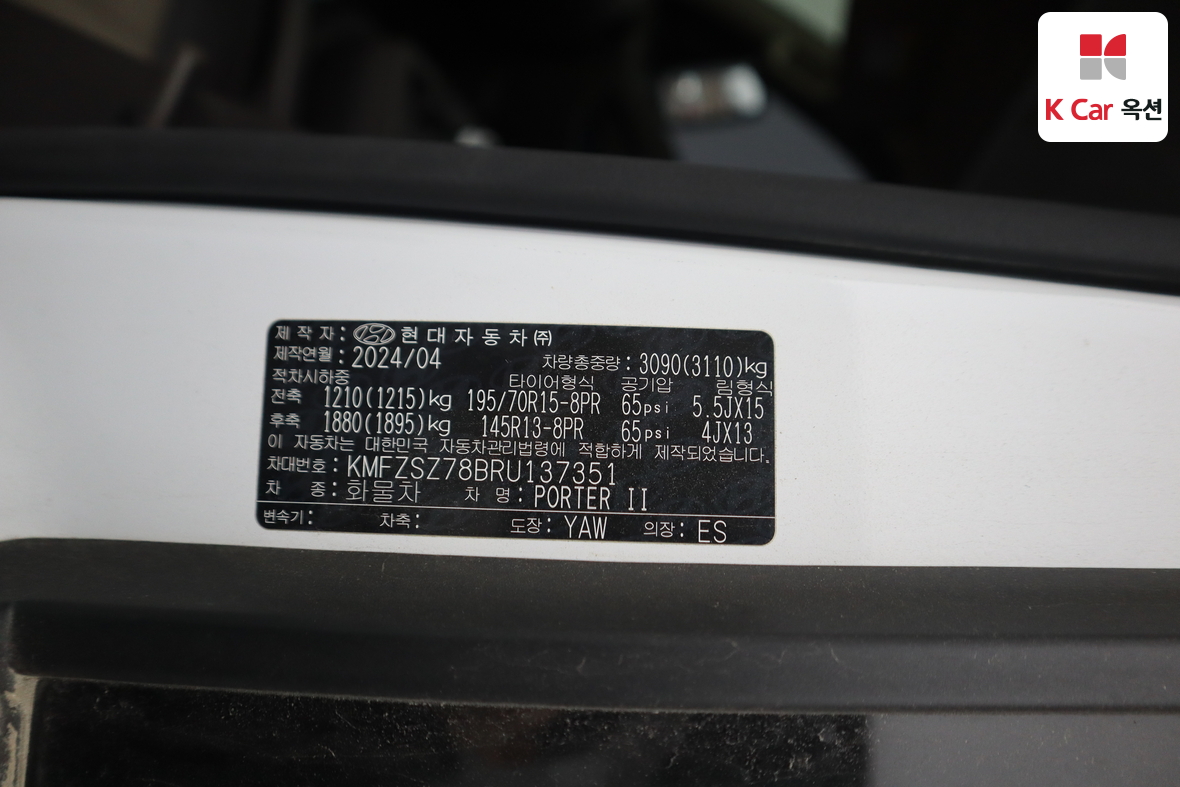 K Car 옥션
제 작 자 : 현 대 자 동 차 ㈜
제작연월 : 2024/04 차량총중량 : 3090(3110)kg
적차시하중 타이어형식 공기압 림형식
전축 1210(1215)kg 195/70R15-8PR 65psi 5.5JX15
후축 1880(1895)kg 145R13-8PR 65psi 4JX13
이 자동차는 대한민국 자동차관리법령에 적합하게 제작되었습니다.
차대번호 : KMFZSZ78BRU137351
차 종 : 화물차 차 명 : PORTER II
변속기 : 차축 : 도장 : YAW 의장 : ES